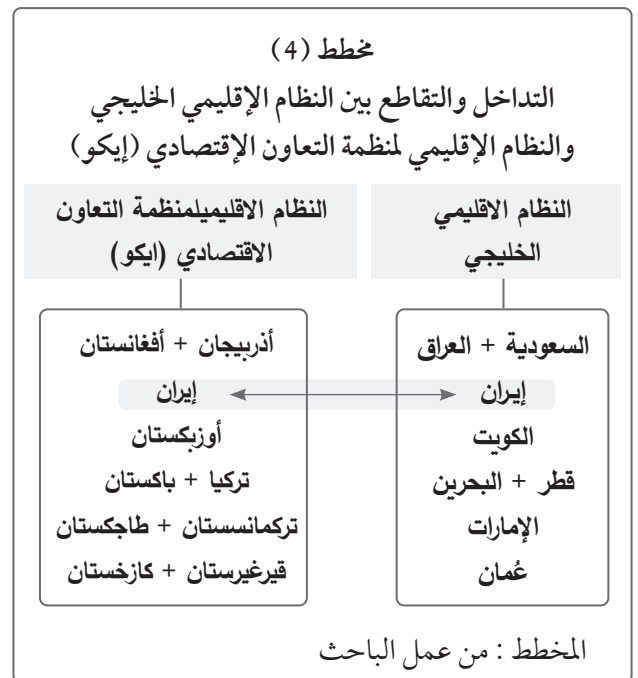 مخطط (4)
التداخل والتقاطع بين النظام الإقليمي الخليجي
والنظام الإقليمي لمنظمة التعاون الإقتصادي (إيكو)
النظام الاقليمي
الخليجي
السعودية + العراق
إيران
الكويت
قطر + البحرين
الإمارات
عُمان
النظام الاقليميلمنظمة التعاون
الاقتصادي (ايكو)
أذربيجان + أفغانستان
إيران
أوزبكستان
تركيا + باكستان
تركمانسستان + طاجكستان
قيرغيرستان + كازخستان
المخطط : من عمل الباحث